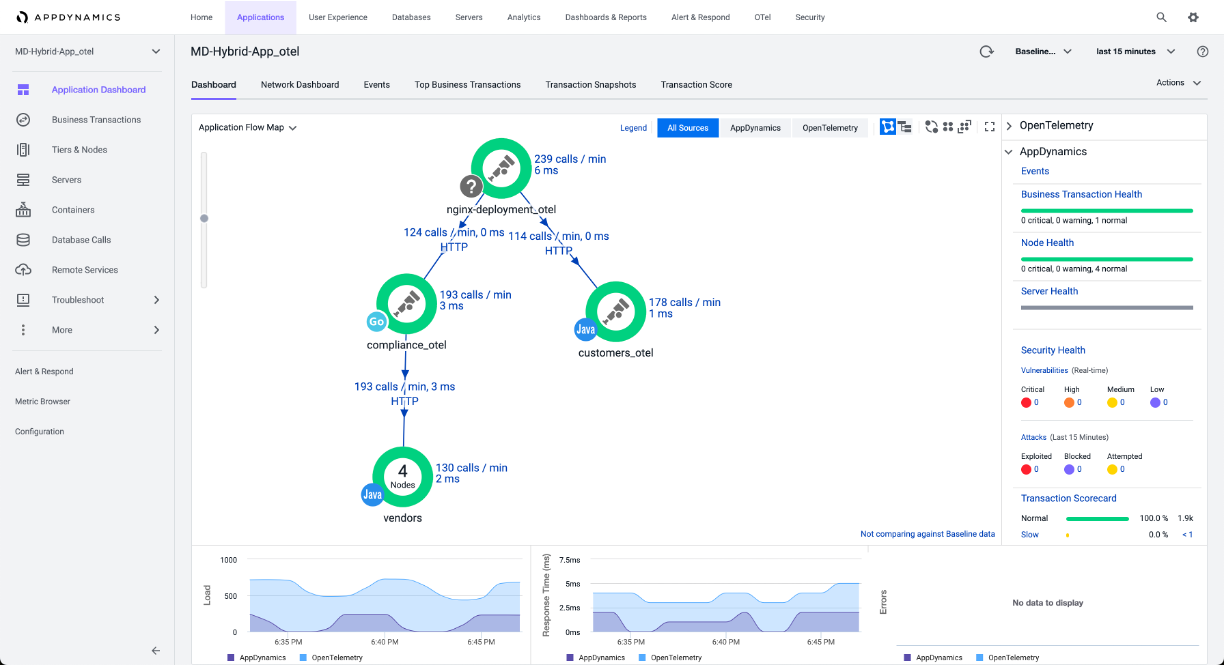 APPDYNAMICS
Home
Applications
User Experience
Databases
Servers
Analytics
Dashboards & Reports
Alert & Respond
OTel
Security
MD-Hybrid-App_otel
Application Dashboard
Business Transactions
Tiers & Nodes
Servers
Containers
Database Calls
Remote Services
Troubleshoot
More
Alert & Respond
Metric Browser
Configuration
MD-Hybrid-App_otel
Baseline...
last 15 minutes
Dashboard
Network Dashboard
Events
Top Business Transactions
Transaction Snapshots
Transaction Score
Actions
Application Flow Map
Legend
All Sources
AppDynamics
OpenTelemetry
239 calls / min
6 ms
?
nginx-deployment_otel
124 calls / min, 0 ms
HTTP
114 calls / min, 0 ms
HTTP
193 calls / min
3 ms
Go
compliance_otel
178 calls / min
1 ms
Java
customers_otel
193 calls / min, 3 ms
HTTP
4
Nodes
130 calls / min
2 ms
Java
vendors
Not comparing against Baseline data
OpenTelemetry
AppDynamics
Events
Business Transaction Health
0 critical, 0 warning, 1 normal
Node Health
0 critical, 0 warning, 4 normal
Server Health
Security Health
Vulnerabilities (Real-time)
Critical High Medium Low
0 0 0 0
Attacks (Last 15 Minutes)
Exploited Blocked Attempted
0 0 0
Transaction Scorecard
Normal 100.0 % 1.9k
Slow 0.0 % < 1
Load
1000
500
0
6:35 PM 6:40 PM 6:45 PM
AppDynamics OpenTelemetry
Response Time (ms)
7.5ms
5ms
2.5ms
0ms
6:35 PM 6:40 PM 6:45 PM
AppDynamics OpenTelemetry
Errors
No data to display
AppDynamics OpenTelemetry